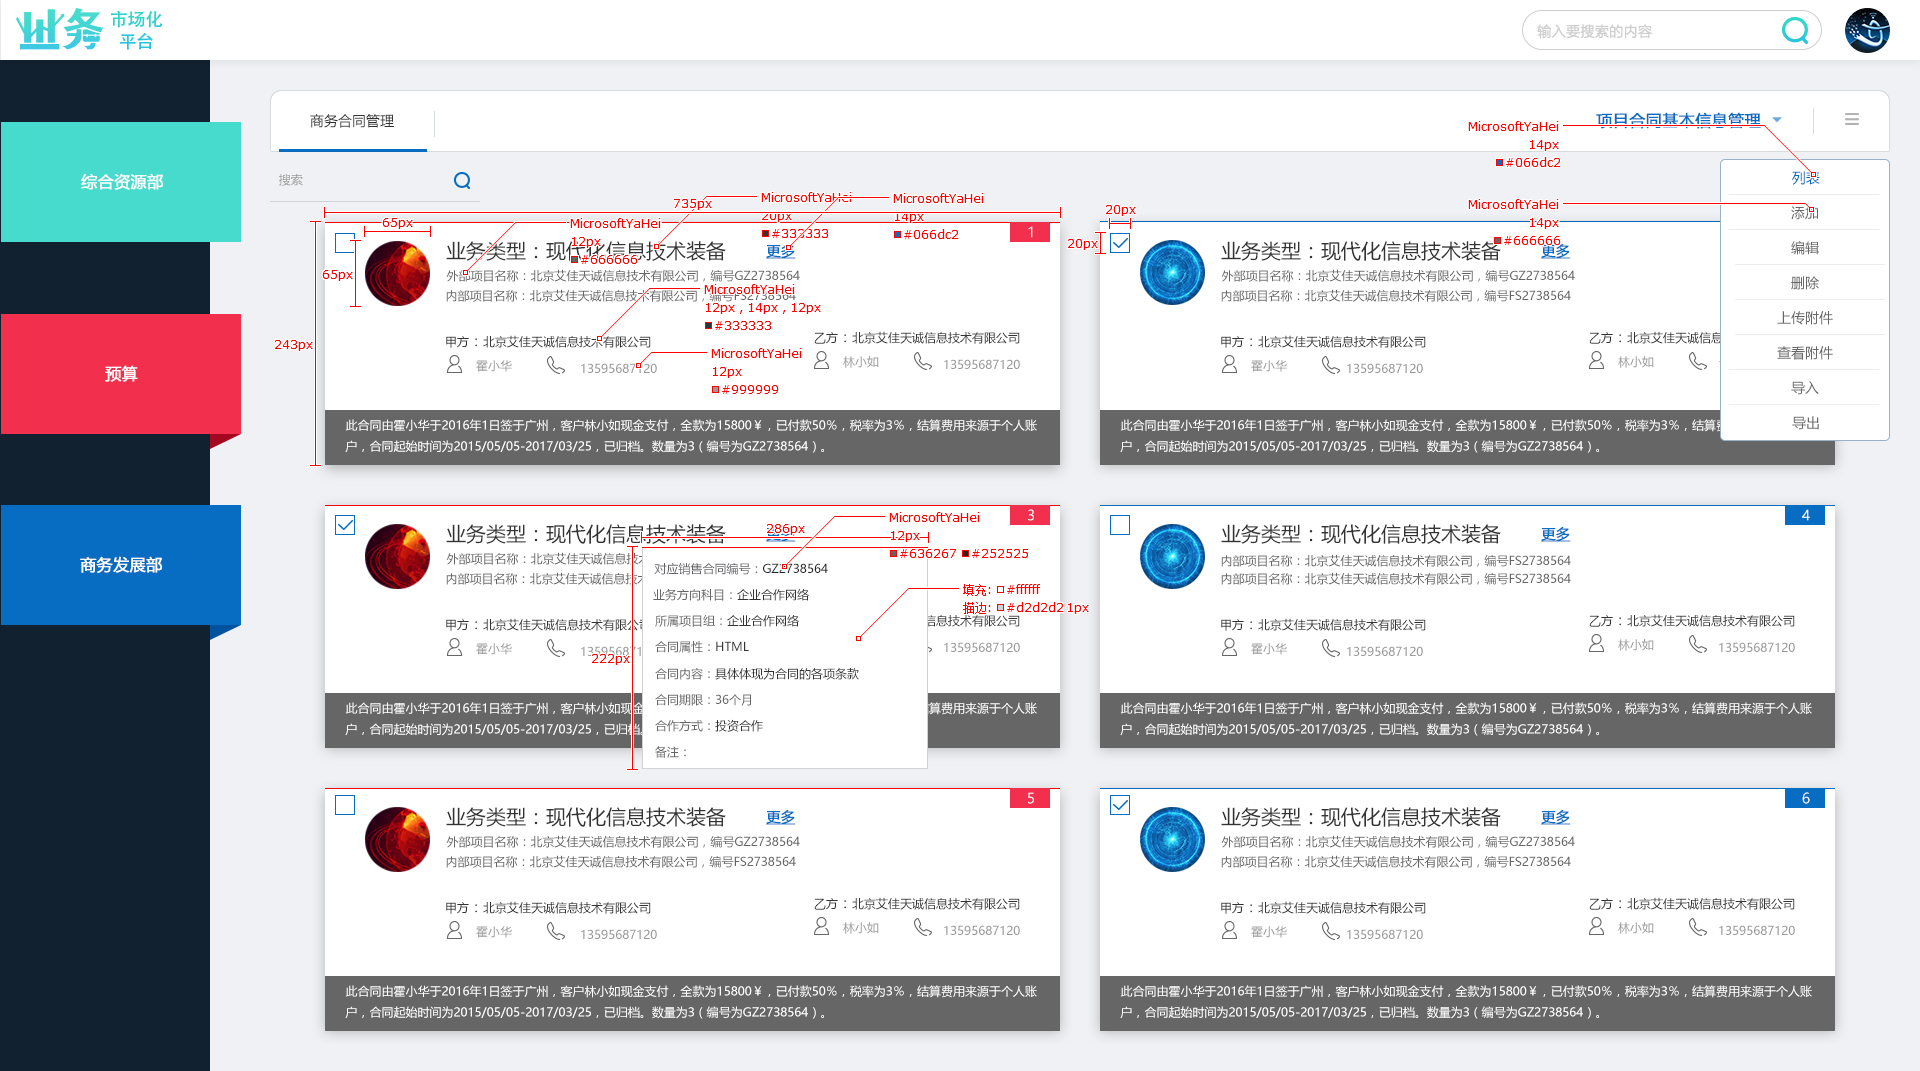 业务 市场化
平台
输入要搜索的内容
综合资源部
预算
商务发展部
商务合同管理
项目合同基本信息管理
搜索
MicrosoftYaHei
14px
#066dc2
列表
添加
编辑
删除
上传附件
查看附件
导入
导出
MicrosoftYaHei
14px
#666666
735px
65px
65px
243px
MicrosoftYaHei
12px
#666666
MicrosoftYaHei
20px
#333333
MicrosoftYaHei
14px
#066dc2
20px
20px
1
业务类型：现代化信息技术装备
更多
外部项目名称：北京艾佳天诚信息技术有限公司，编号GZ2738564
内部项目名称：北京艾佳天诚信息技术有限公司，编号FS2738564
MicrosoftYaHei
12px , 14px , 12px
#333333
MicrosoftYaHei
12px
#999999
甲方：北京艾佳天诚信息技术有限公司
霍小华 13595687120
乙方：北京艾佳天诚信息技术有限公司
林小如 13595687120
此合同由霍小华于2016年1日签于广州，客户林小如现金支付，全款为15800￥，已付款50%，税率为3%，结算费用来源于个人账
户，合同起始时间为2015/05/05-2017/03/25，已归档。数量为3（编号为GZ2738564）。
业务类型：现代化信息技术装备
更多
外部项目名称：北京艾佳天诚信息技术有限公司，编号GZ2738564
内部项目名称：北京艾佳天诚信息技术有限公司，编号FS2738564
甲方：北京艾佳天诚信息技术有限公司
霍小华 13595687120
乙方：北京艾佳天诚信息
林小如
此合同由霍小华于2016年1日签于广州，客户林小如现金支付，全款为15800￥，已付款50%，税率为3%，结算
户，合同起始时间为2015/05/05-2017/03/25，已归档。数量为3（编号为GZ2738564）。
3
业务类型：现代化信息技术装备
外部项目名称：北京艾佳天诚信息技
内部项目名称：北京艾佳天诚信息技
甲方：北京艾佳天诚信息技术
霍小华 135956871
信息技术有限公司
13595687120
此合同由霍小华于2016年1日签于广州，客户林小如现金
算费用来源于个人账
户，合同起始时间为2015/05/05-2017/03/25，已归档
286px
222px
MicrosoftYaHei
12px
#636267 #252525
填充: #ffffff
描边: #d2d2d2 1px
对应销售合同编号：GZ2738564
业务方向科目：企业合作网络
所属项目组：企业合作网络
合同属性：HTML
合同内容：具体体现为合同的各项条款
合同期限：36个月
合作方式：投资合作
备注：
4
业务类型：现代化信息技术装备
更多
内部项目名称：北京艾佳天诚信息技术有限公司，编号FS2738564
内部项目名称：北京艾佳天诚信息技术有限公司，编号FS2738564
甲方：北京艾佳天诚信息技术有限公司
霍小华 13595687120
乙方：北京艾佳天诚信息技术有限公司
林小如 13595687120
此合同由霍小华于2016年1日签于广州，客户林小如现金支付，全款为15800￥，已付款50%，税率为3%，结算费用来源于个人账
户，合同起始时间为2015/05/05-2017/03/25，已归档。数量为3（编号为GZ2738564）。
5
业务类型：现代化信息技术装备
更多
外部项目名称：北京艾佳天诚信息技术有限公司，编号GZ2738564
内部项目名称：北京艾佳天诚信息技术有限公司，编号FS2738564
甲方：北京艾佳天诚信息技术有限公司
霍小华 13595687120
乙方：北京艾佳天诚信息技术有限公司
林小如 13595687120
此合同由霍小华于2016年1日签于广州，客户林小如现金支付，全款为15800￥，已付款50%，税率为3%，结算费用来源于个人账
户，合同起始时间为2015/05/05-2017/03/25，已归档。数量为3（编号为GZ2738564）。
6
业务类型：现代化信息技术装备
更多
外部项目名称：北京艾佳天诚信息技术有限公司，编号GZ2738564
内部项目名称：北京艾佳天诚信息技术有限公司，编号FS2738564
甲方：北京艾佳天诚信息技术有限公司
霍小华 13595687120
乙方：北京艾佳天诚信息技术有限公司
林小如 13595687120
此合同由霍小华于2016年1日签于广州，客户林小如现金支付，全款为15800￥，已付款50%，税率为3%，结算费用来源于个人账
户，合同起始时间为2015/05/05-2017/03/25，已归档。数量为3（编号为GZ2738564）。